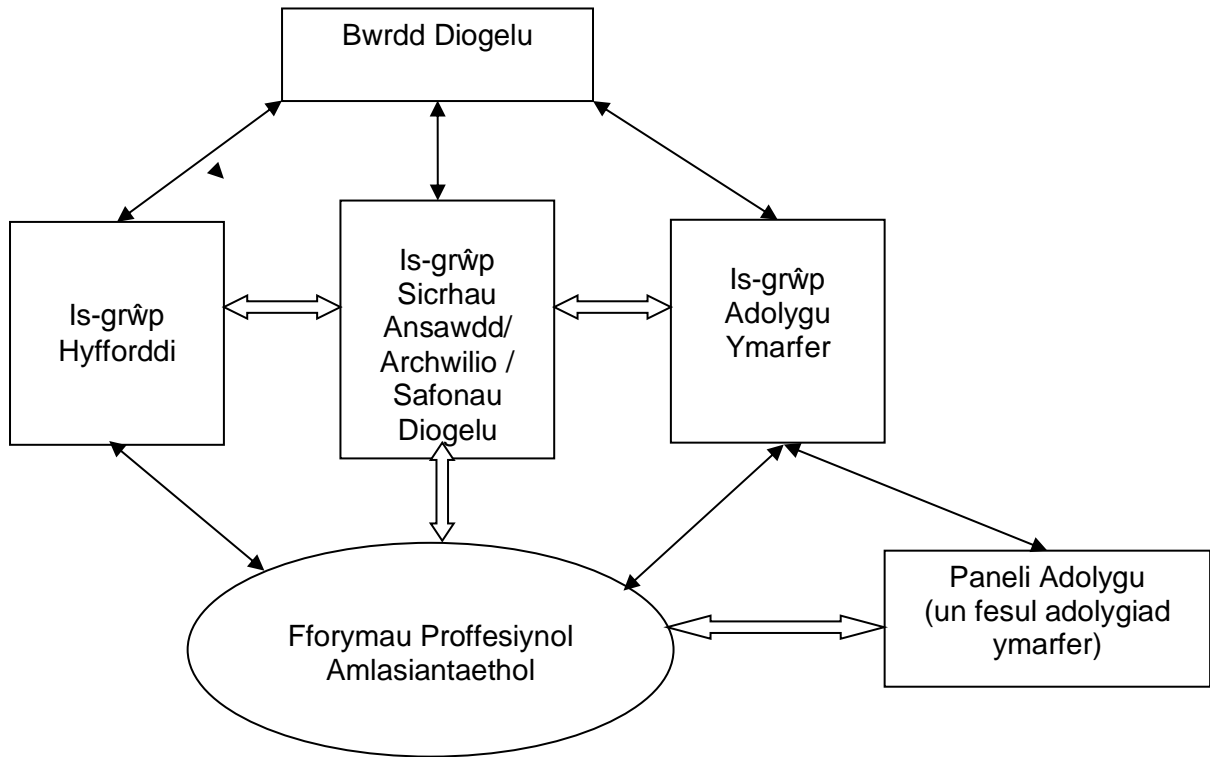 Bwrdd Diogelu
Is-grŵp
Hyfforddi
Is-grŵp
Sicrhau
Ansawdd/
Archwilio /
Safonau
Diogelu
Is-grŵp
Adolygu
Ymarfer
Fforymau Proffesiynol
Amlasiantaethol
Paneli Adolygu
(un fesul adolygiad
ymarfer)